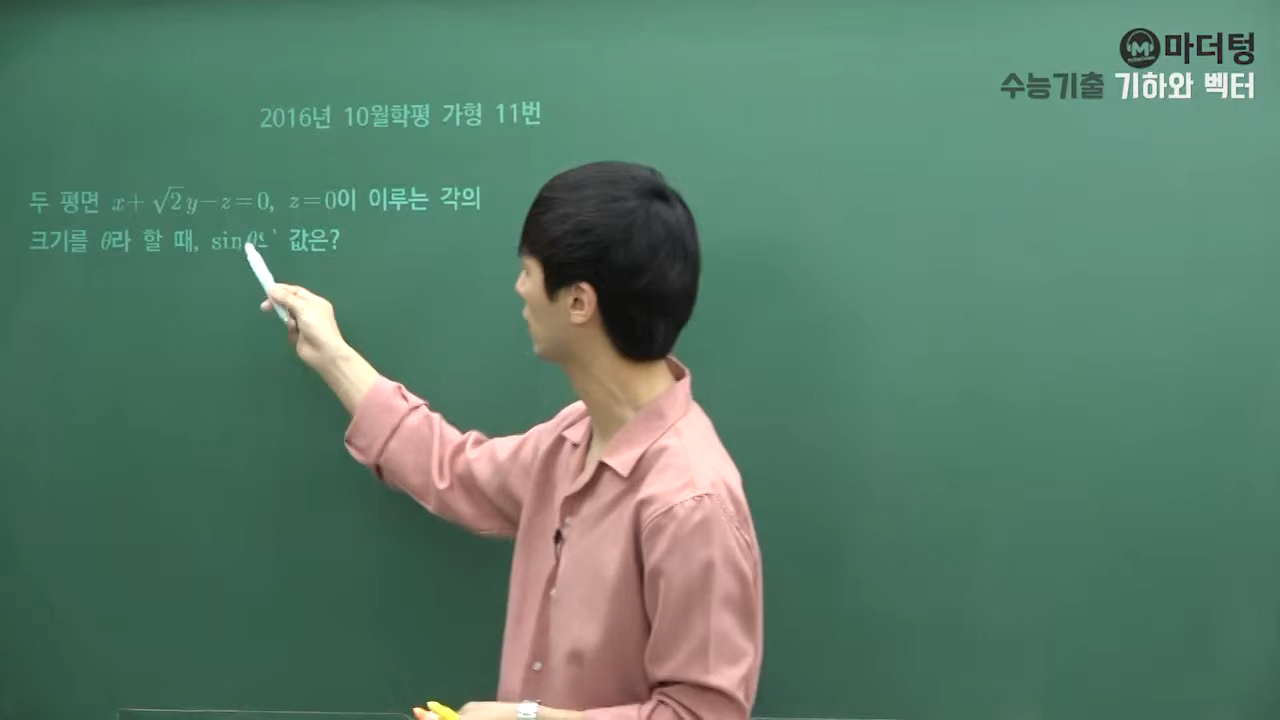 마더텅
수능기출 기하와 벡터
2016년 10월학평 가형 11번
두 평면 x+√2y−z=0, z=0이 이루는 각의
크기를 θ라 할 때, sin 값은?